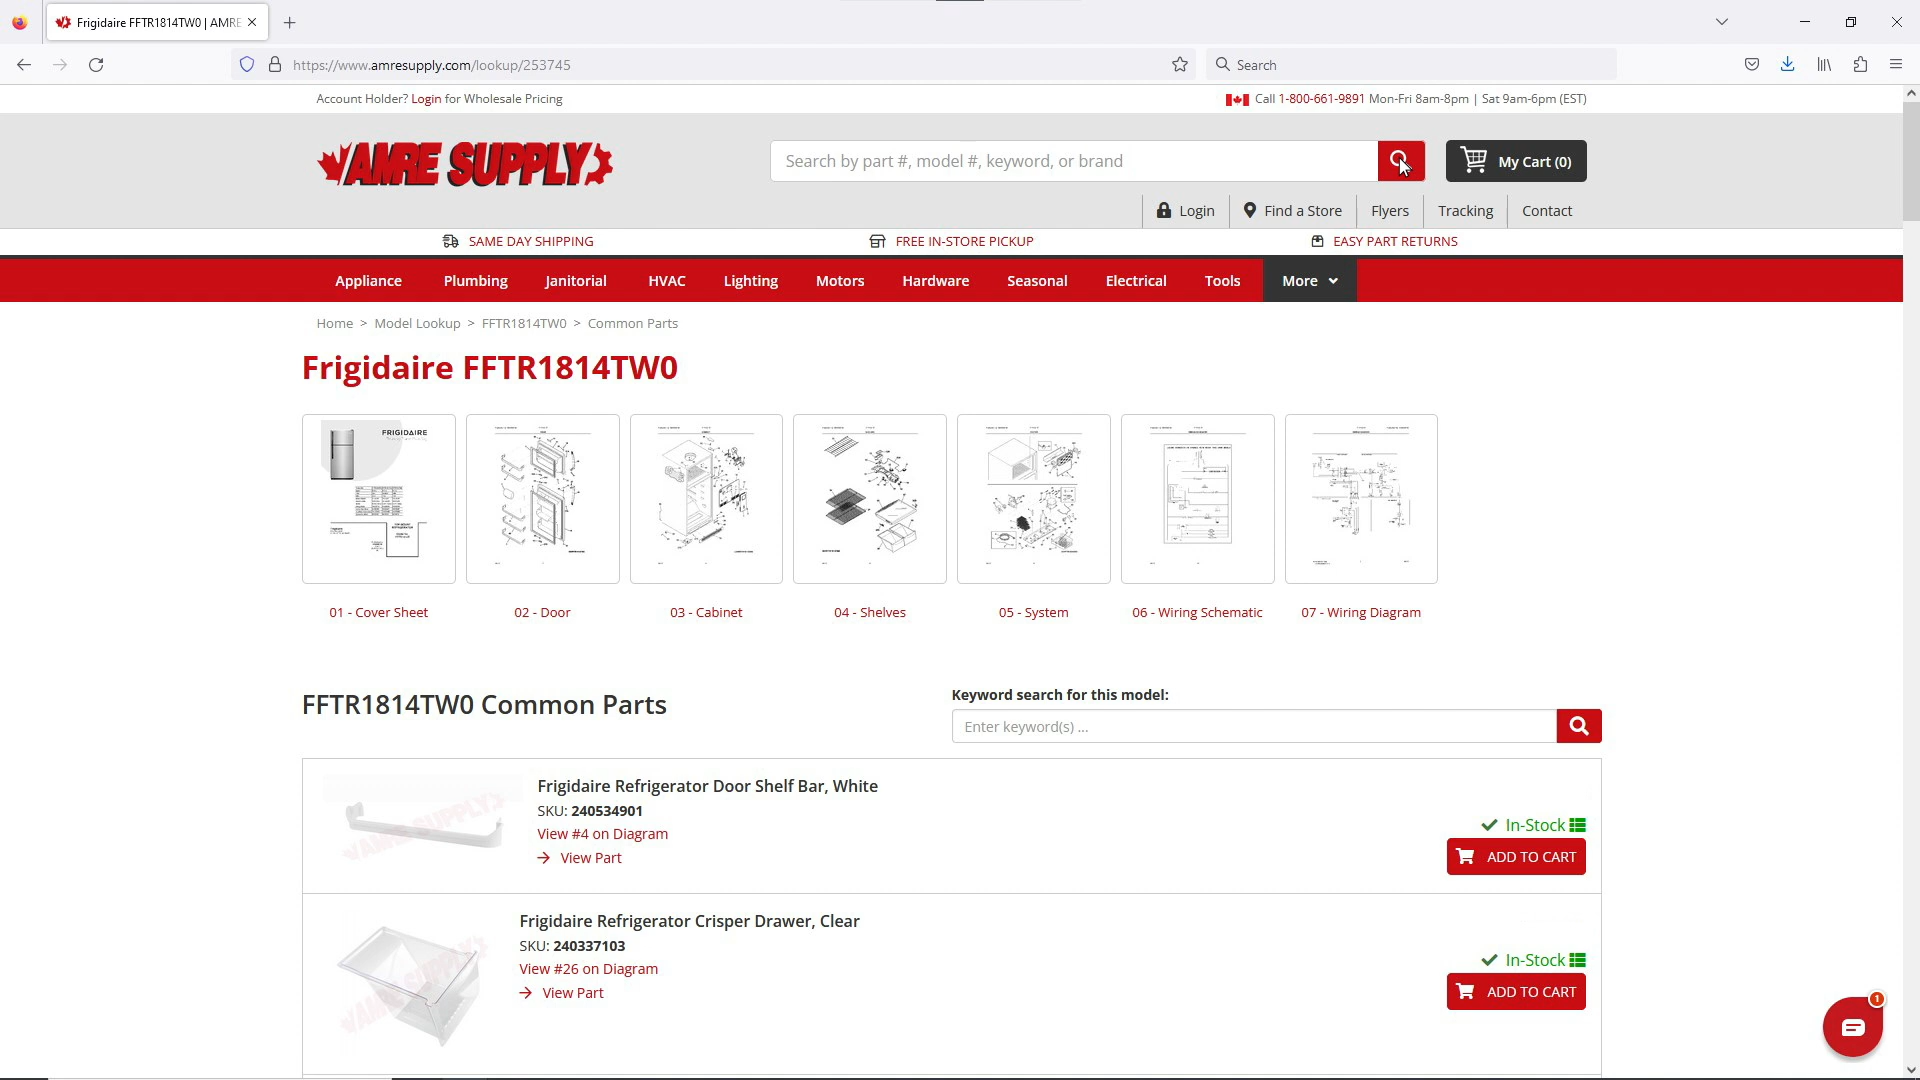 Frigidaire FFTR1814TW0 | AMRE
https://www.amresupply.com/lookup/253745
Search
Account Holder? Login for Wholesale Pricing
Call 1-800-661-9891 Mon-Fri 8am-8pm | Sat 9am-6pm (EST)
AMRE SUPPLY
Search by part #, model #, keyword, or brand
My Cart (0)
Login
Find a Store
Flyers
Tracking
Contact
SAME DAY SHIPPING
FREE IN-STORE PICKUP
EASY PART RETURNS
Appliance
Plumbing
Janitorial
HVAC
Lighting
Motors
Hardware
Seasonal
Electrical
Tools
More
Home > Model Lookup > FFTR1814TW0 > Common Parts
Frigidaire FFTR1814TW0
FRIGIDAIRE
01 - Cover Sheet
02 - Door
03 - Cabinet
04 - Shelves
05 - System
06 - Wiring Schematic
07 - Wiring Diagram
FFTR1814TW0 Common Parts
Keyword search for this model:
Enter keyword(s) ...
Frigidaire Refrigerator Door Shelf Bar, White
SKU: 240534901
View #4 on Diagram
View Part
In-Stock
ADD TO CART
AMRE SUPPLY
Frigidaire Refrigerator Crisper Drawer, Clear
SKU: 240337103
View #26 on Diagram
View Part
In-Stock
ADD TO CART
AMRE SUPPLY
1